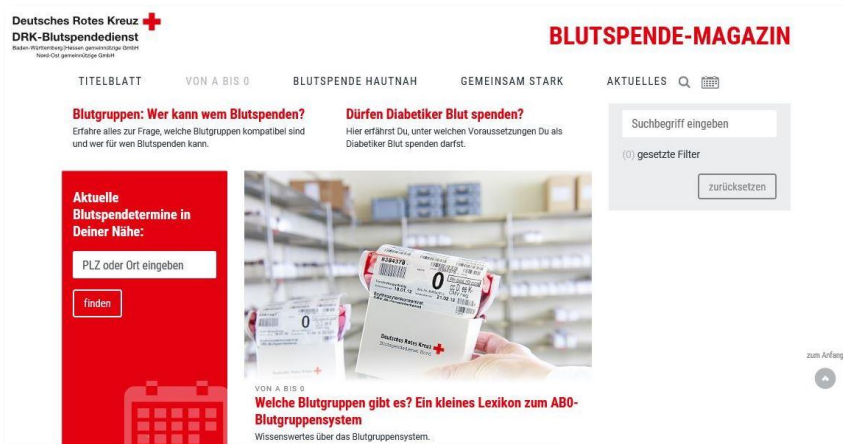 Deutsches Rotes Kreuz
DRK-Blutspendedienst
Baden-Württemberg|Hessen gemeinnützige GmbH
Nord-Ost gemeinnützige GmbH
BLUTSPENDE-MAGAZIN
TITELBLATT
VON A BIS 0
BLUTSPENDE HAUTNAH
GEMEINSAM STARK
AKTUELLES
Blutgruppen: Wer kann wem Blutspenden?
Erfahre alles zur Frage, welche Blutgruppen kompatibel sind
und wer für wen Blutspenden kann.
Dürfen Diabetiker Blut spenden?
Hier erfährst Du, unter welchen Voraussetzungen Du als
Diabetiker Blut spenden darfst.
Suchbegriff eingeben
(0) gesetzte Filter
zurücksetzen
Aktuelle
Blutspendetermine in
Deiner Nähe:
PLZ oder Ort eingeben
finden
0
0
Deutsches Rotes Kreuz
zum Anfang
VON A BIS 0
Welche Blutgruppen gibt es? Ein kleines Lexikon zum AB0-
Blutgruppensystem
Wissenswertes über das Blutgruppensystem.